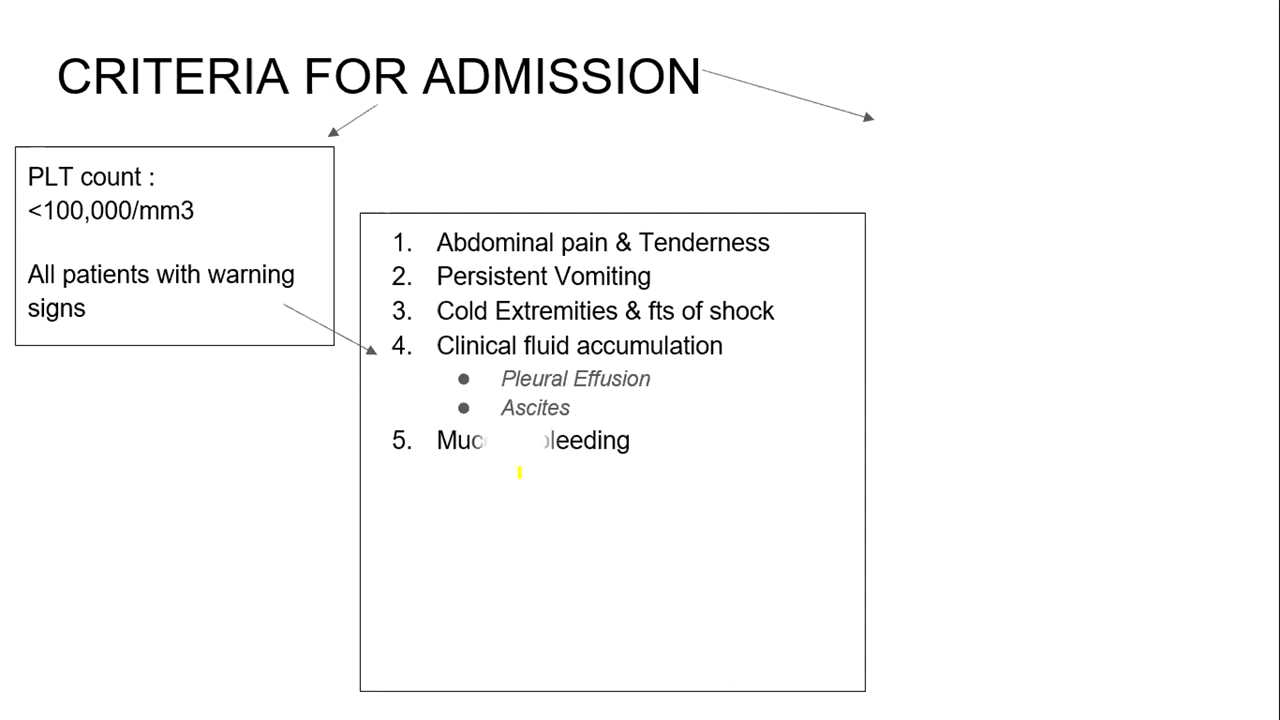 CRITERIA FOR ADMISSION
PLT count :
<100,000/mm3
All patients with warning
signs
1. Abdominal pain & Tenderness
2. Persistent Vomiting
3. Cold Extremities & fts of shock
4. Clinical fluid accumulation
● Pleural Effusion
● Ascites
5.